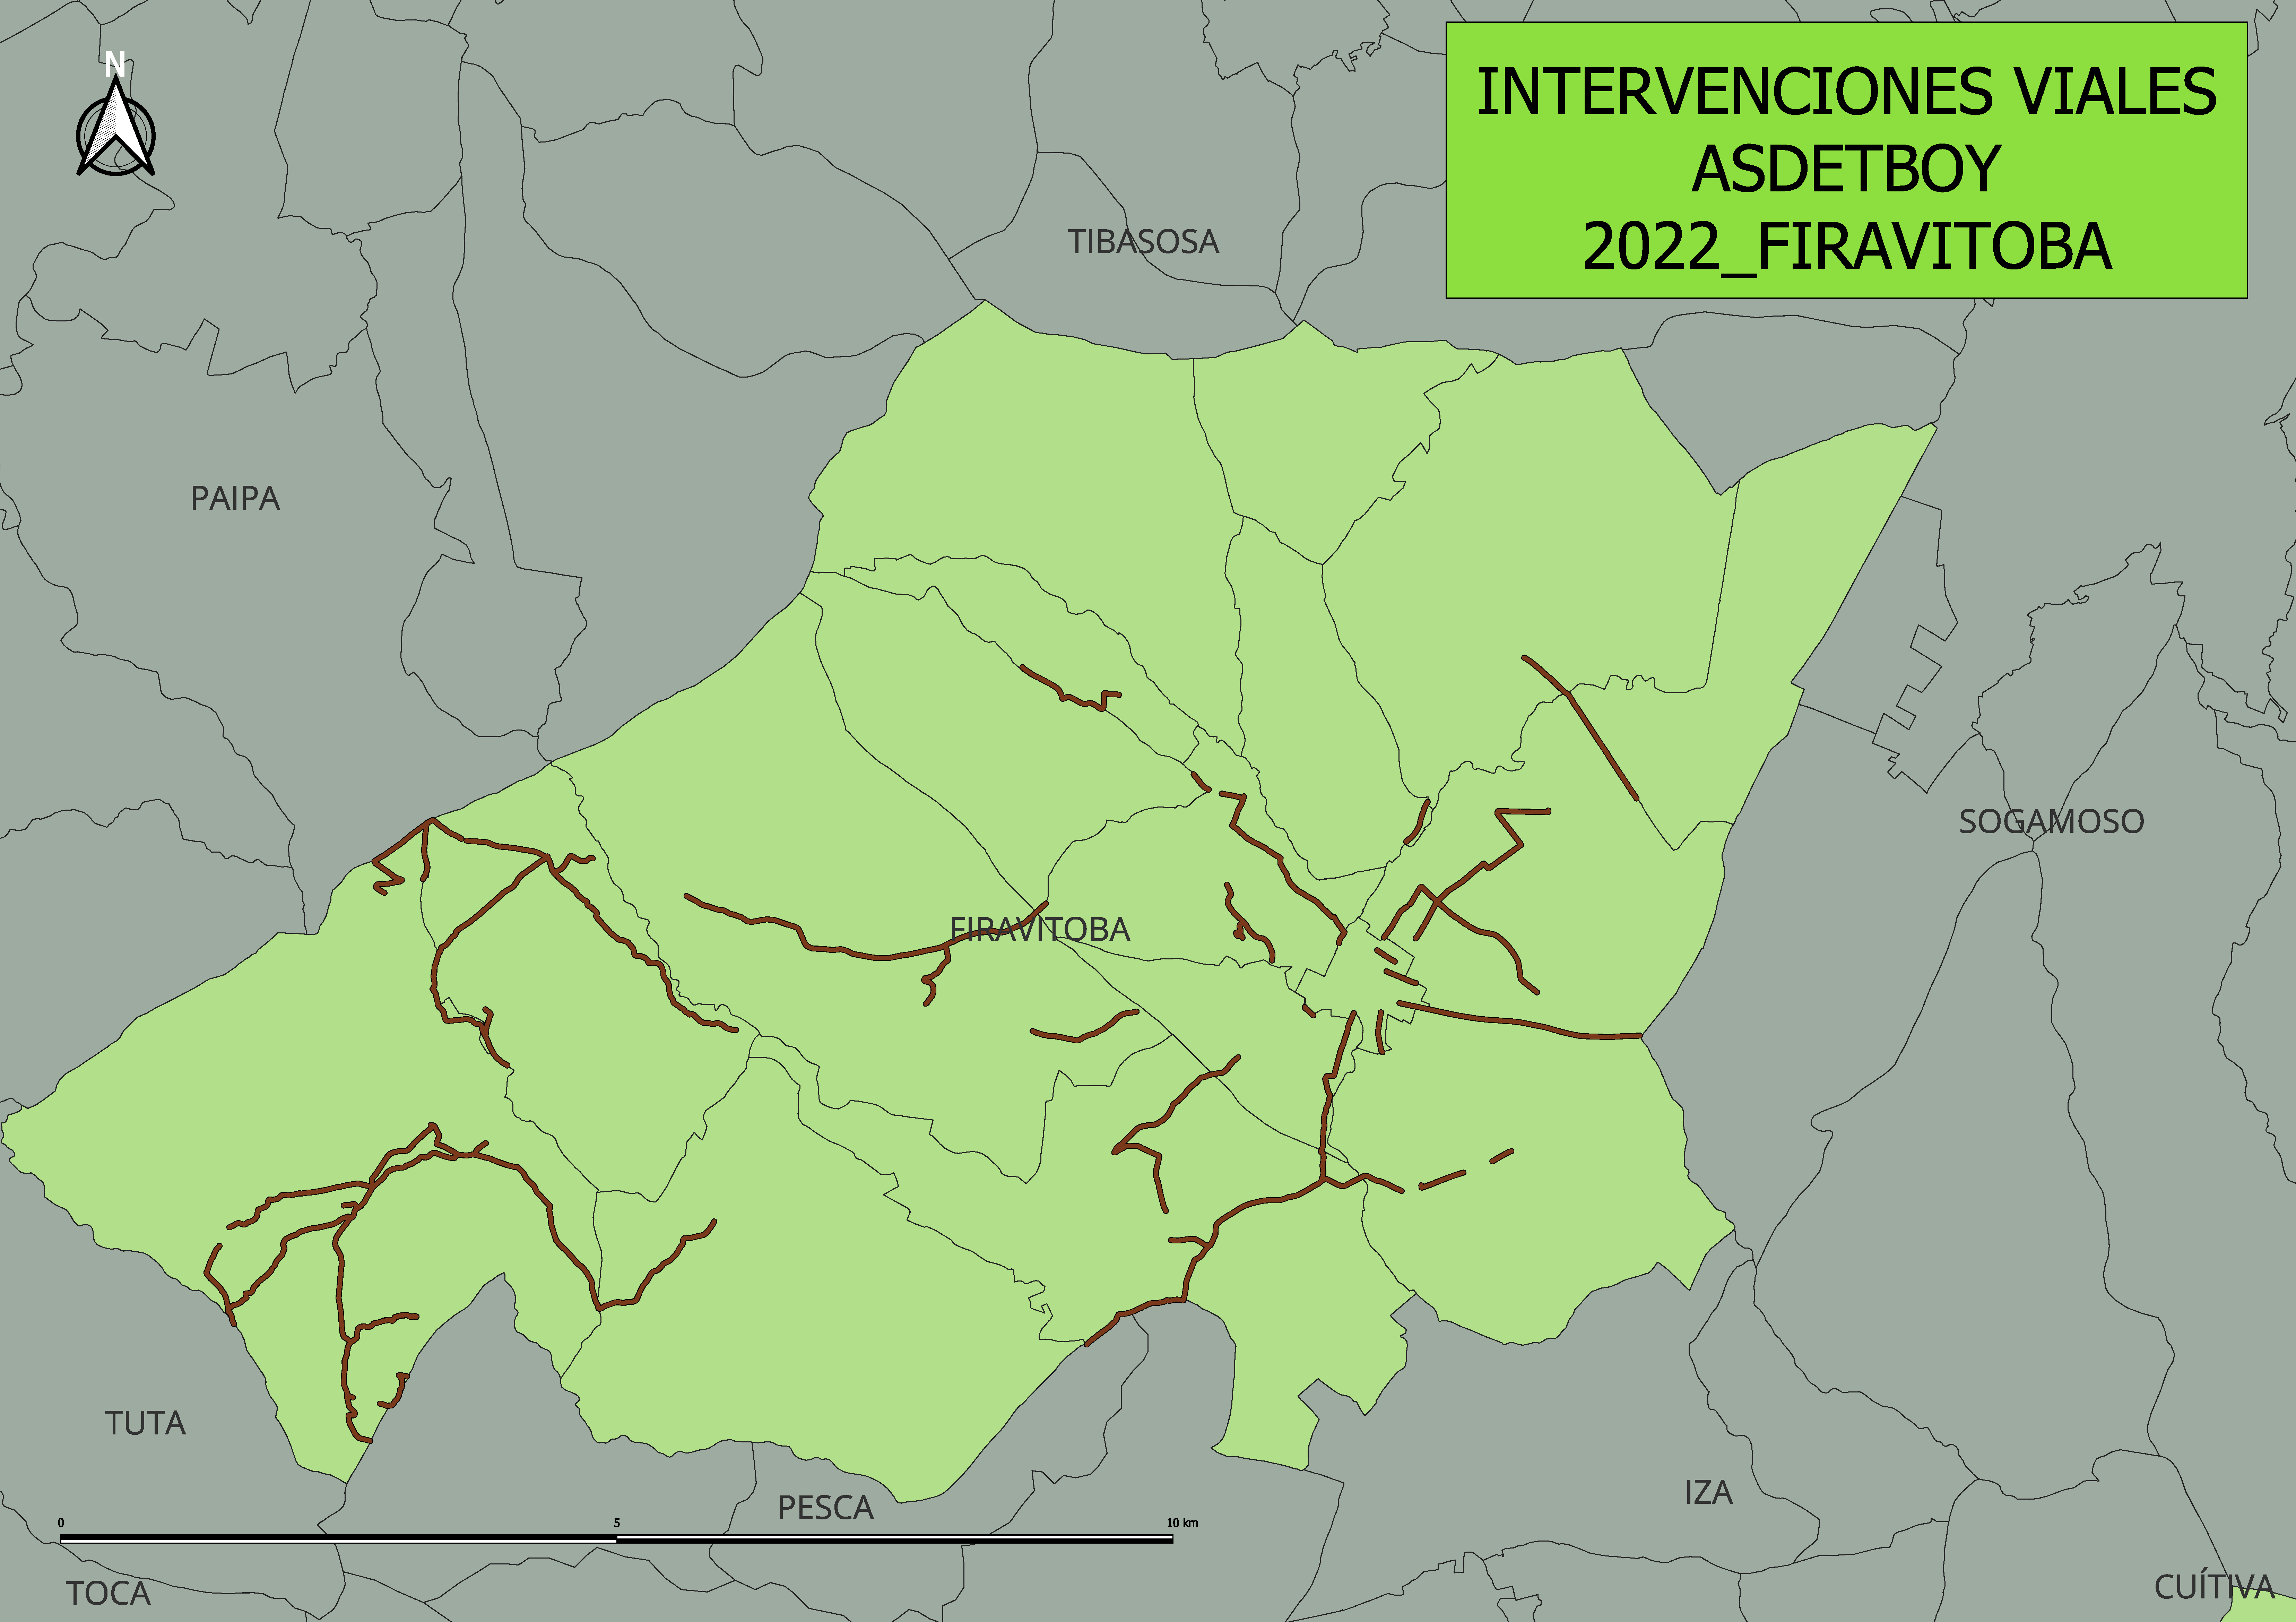 N
INTERVENCIONES VIALES
ASDETBOY
2022_FIRAVITOBA
TIBASOSA
PAIPA
SOGAMOSO
FIRAVITOBA
TUTA
IZA
PESCA
0 5 10 km
TOCA
CUÍTIVA